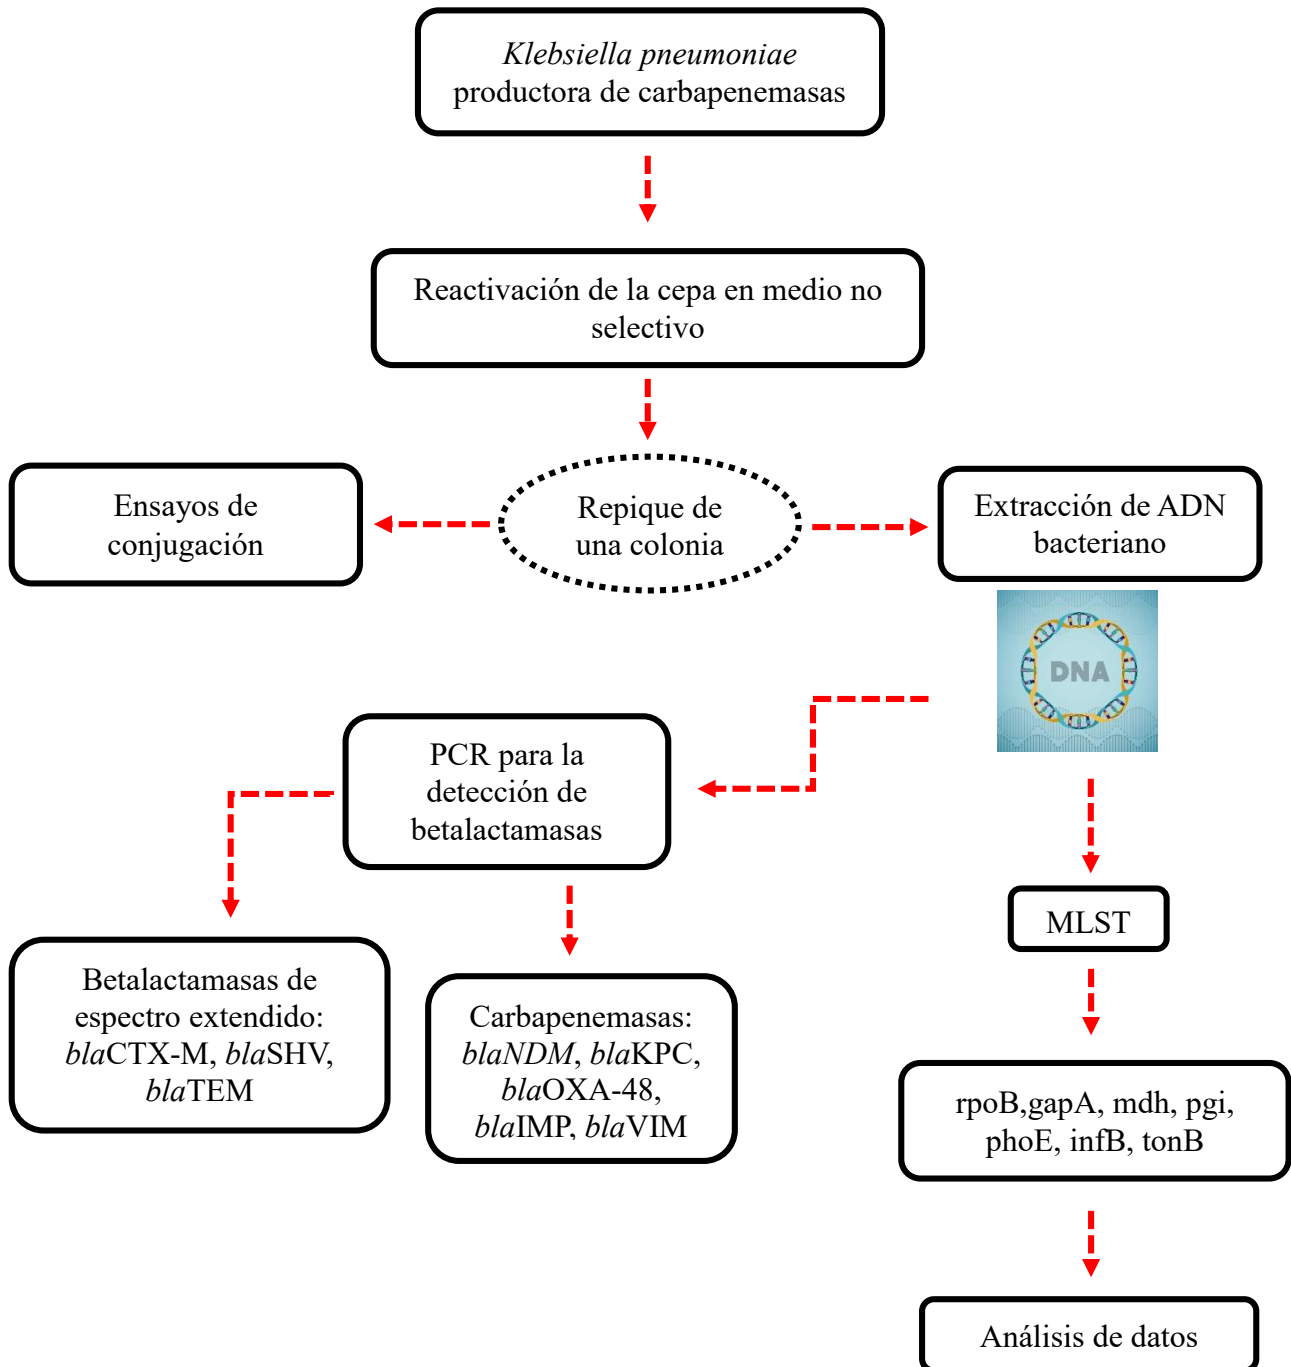 Klebsiella pneumoniae
productora de carbapenemasas
Reactivación de la cepa en medio no
selectivo
Ensayos de
conjugación
Repique de
una colonia
Extracción de ADN
bacteriano
DNA
PCR para la
detección de
betalactamasas
MLST
Betalactamasas de
espectro extendido:
blaCTX-M, blaSHV,
blaTEM
Carbapenemasas:
blaNDM, blaKPC,
blaOXA-48,
blaIMP, blaVIM
rpoB,gapA, mdh, pgi,
phoE, infB, tonB
Análisis de datos